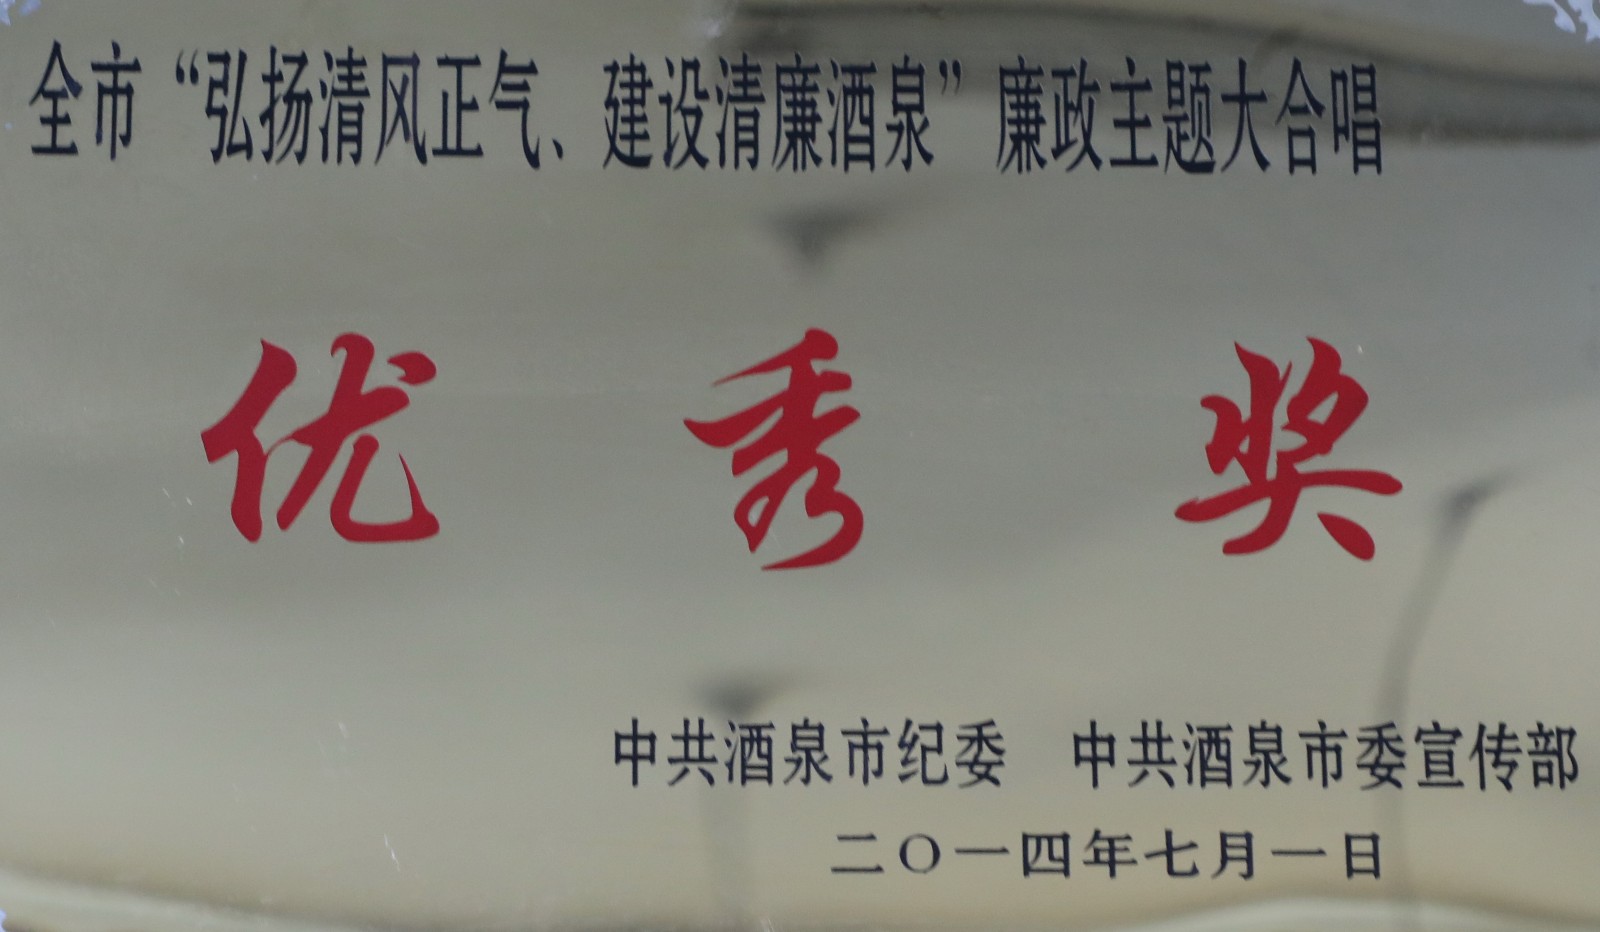 全市“弘扬清风正气、建设清廉酒泉”廉政主题大合唱
优秀奖
中共酒泉市纪委 中共酒泉市委宣传部
二〇一四年七月一日